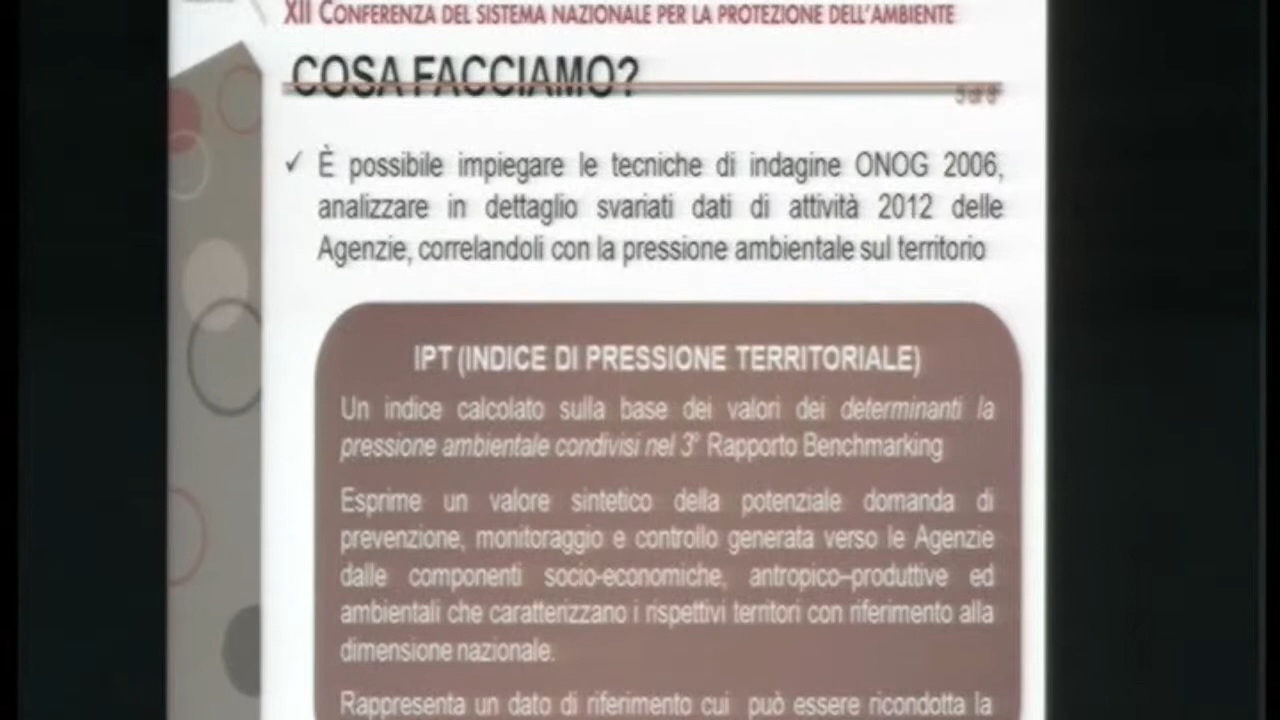 XII CONFERENZA DEL SISTEMA NAZIONALE PER LA PROTEZIONE DELL'AMBIENTE
COSA FACCIAMO?
5 di 8
✓ È possibile impiegare le tecniche di indagine ONOG 2006,
analizzare in dettaglio svariati dati di attività 2012 delle
Agenzie, correlandoli con la pressione ambientale sul territorio
IPT (INDICE DI PRESSIONE TERRITORIALE)
Un indice calcolato sulla base dei valori dei determinanti la
pressione ambientale condivisi nel 3° Rapporto Benchmarking
Esprime un valore sintetico della potenziale domanda di
prevenzione, monitoraggio e controllo generata verso le Agenzie
dalle componenti socio-economiche, antropico–produttive ed
ambientali che caratterizzano i rispettivi territori con riferimento alla
dimensione nazionale.
Rappresenta un dato di riferimento cui può essere ricondotta la